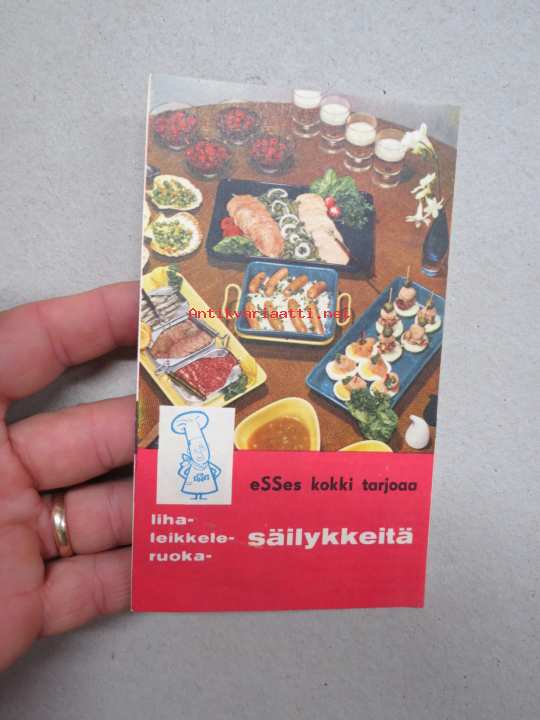 Antikvariaatti.net
eSSes kokki tarjoaa
liha-
leikkele- säilykkeitä
ruoka-